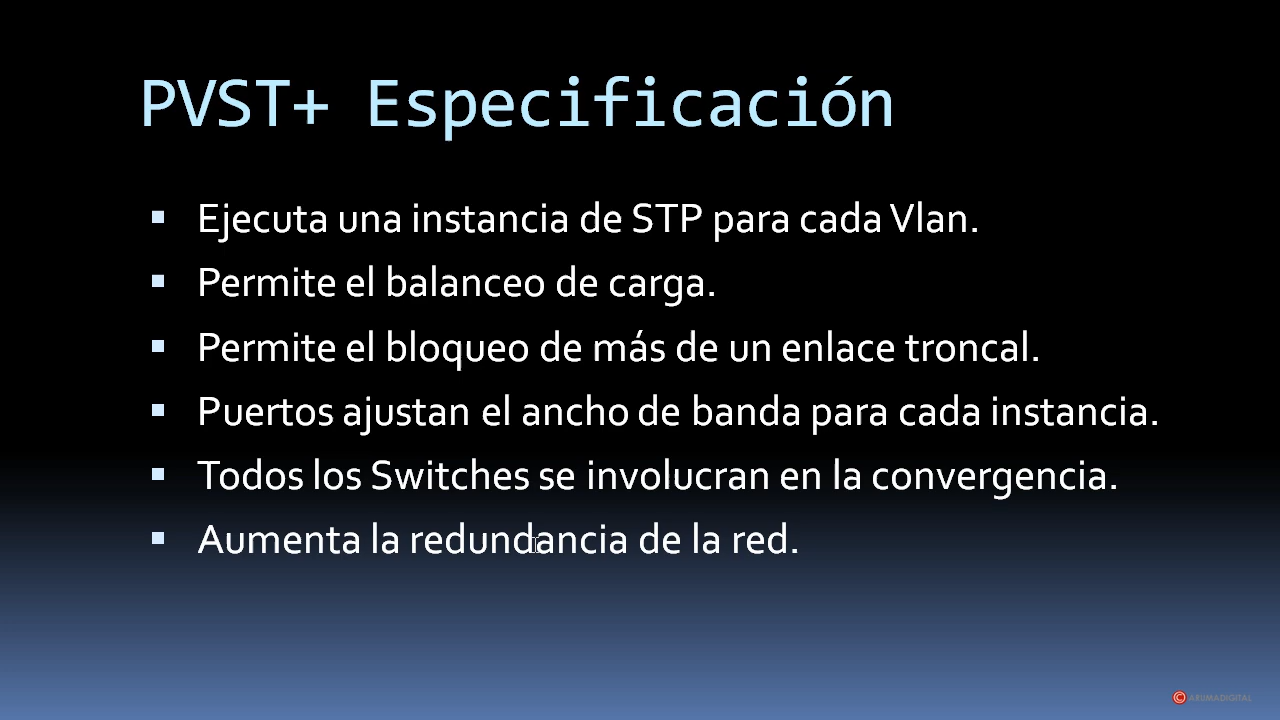 PVST+ Especificación
Ejecuta una instancia de STP para cada Vlan.
Permite el balanceo de carga.
Permite el bloqueo de más de un enlace troncal.
Puertos ajustan el ancho de banda para cada instancia.
Todos los Switches se involucran en la convergencia.
Aumenta la redundancia de la red.